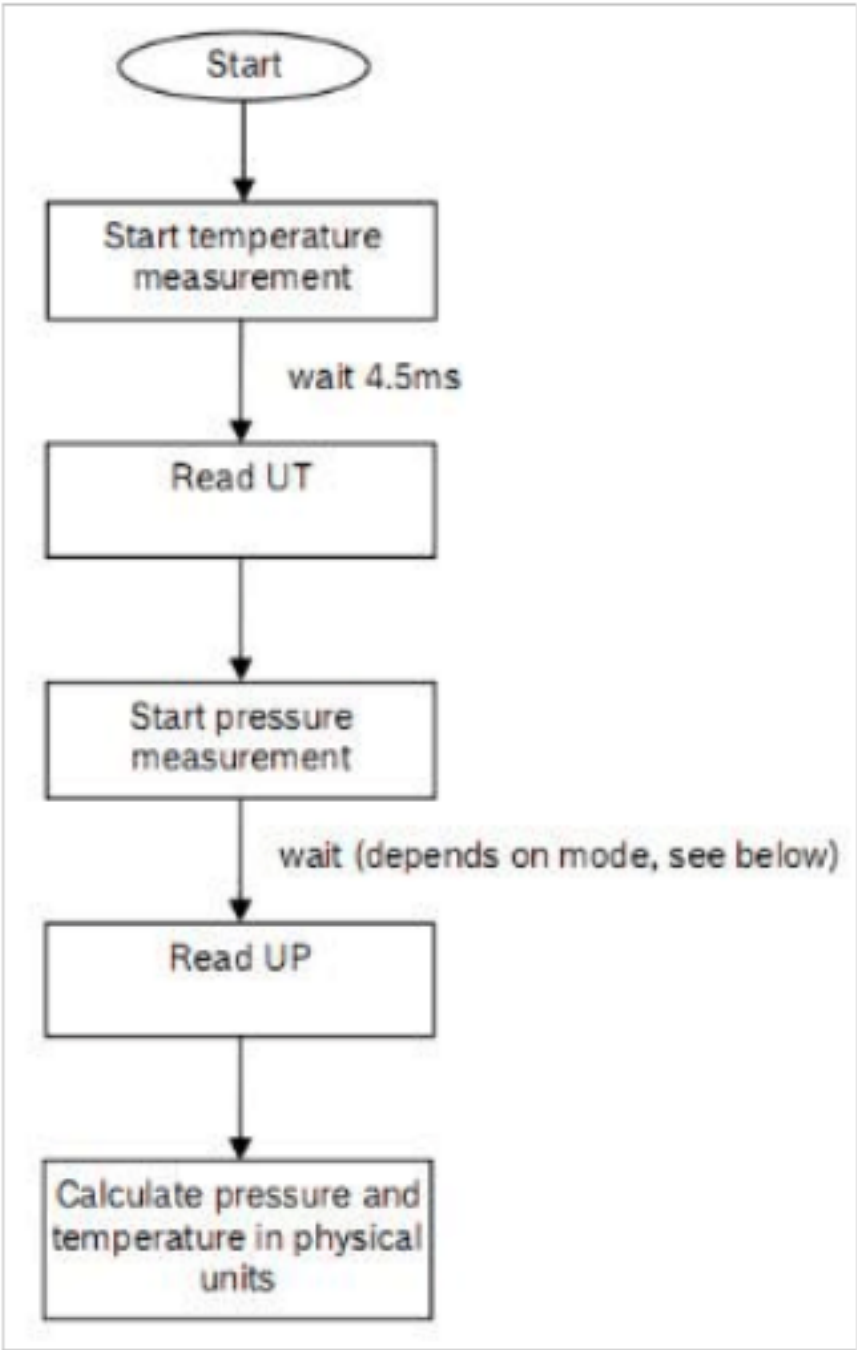 Start
Start temperature
measurement
wait 4.5ms
Read UT
Start pressure
measurement
wait (depends on mode, see below)
Read UP
Calculate pressure and
temperature in physical
units